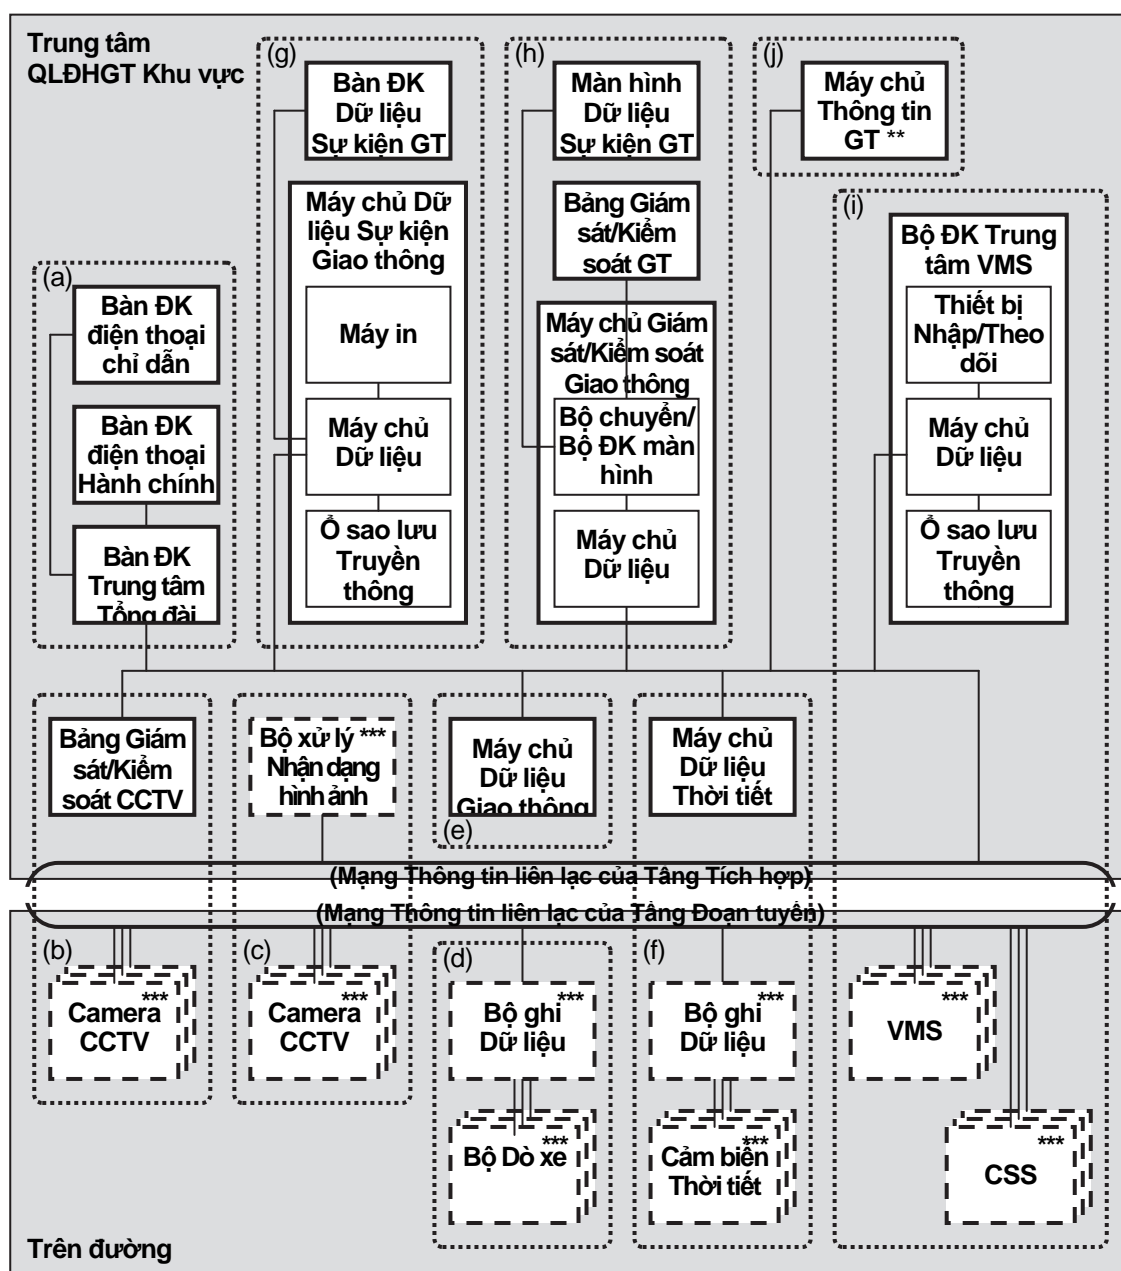 Trung tâm
QLĐHGT Khu vực
(g)
Bàn ĐK
Dữ liệu
Sự kiện GT
Máy chủ Dữ
liệu Sự kiện
Giao thông
Máy in
Máy chủ
Dữ liệu
Ổ sao lưu
Truyền
thông
(h)
Màn hình
Dữ liệu
Sự kiện GT
Bảng Giám
sát/Kiểm
soát GT
Máy chủ Giám
sát/Kiểm soát
Giao thông
Bộ chuyển/
Bộ ĐK màn
hình
Máy chủ
Dữ liệu
(j)
Máy chủ
Thông tin
GT **
(i)
Bộ ĐK Trung
tâm VMS
Thiết bị
Nhập/Theo
dõi
Máy chủ
Dữ liệu
Ổ sao lưu
Truyền
thông
(a)
Bàn ĐK
điện thoại
chỉ dẫn
Bàn ĐK
điện thoại
Hành chính
Bàn ĐK
Trung tâm
Tổng đài
Bảng Giám
sát/Kiểm
soát CCTV
Bộ xử lý ***
Nhận dạng
hình ảnh
Máy chủ
Dữ liệu
Giao thông
(e)
Máy chủ
Dữ liệu
Thời tiết
(Mạng Thông tin liên lạc của Tầng Tích hợp)
(Mạng Thông tin liên lạc của Tầng Đoạn tuyến)
(b)
***
Camera
CCTV
(c)
***
Camera
CCTV
(d)
***
Bộ ghi
Dữ liệu
***
Bộ Dò xe
(f)
***
Bộ ghi
Dữ liệu
***
Cảm biến
Thời tiết
***
VMS
***
CSS
Trên đường